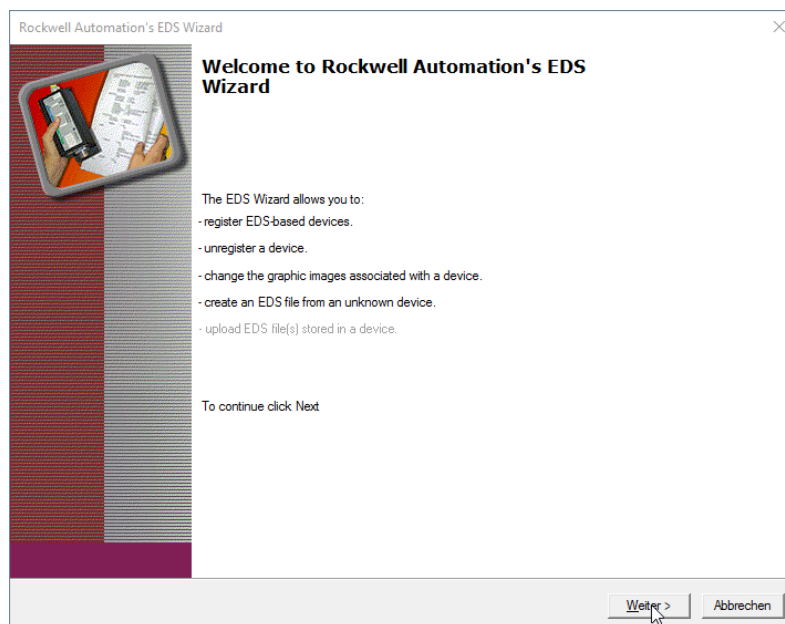 Rockwell Automation's EDS Wizard
Welcome to Rockwell Automation's EDS
Wizard
The EDS Wizard allows you to:
- register EDS-based devices.
- unregister a device.
- change the graphic images associated with a device.
- create an EDS file from an unknown device.
- upload EDS file(s) stored in a device.
To continue click Next
Weiter >
Abbrechen